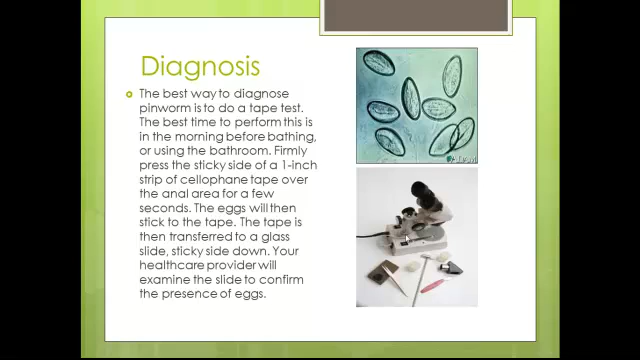 Diagnosis
The best way to diagnose
pinworm is to do a tape test.
The best time to perform this is
in the morning before bathing,
or using the bathroom. Firmly
press the sticky side of a 1-inch
strip of cellophane tape over
the anal area for a few
seconds. The eggs will then
stick to the tape. The tape is
then transferred to a glass
slide, sticky side down. Your
healthcare provider will
examine the slide to confirm
the presence of eggs.